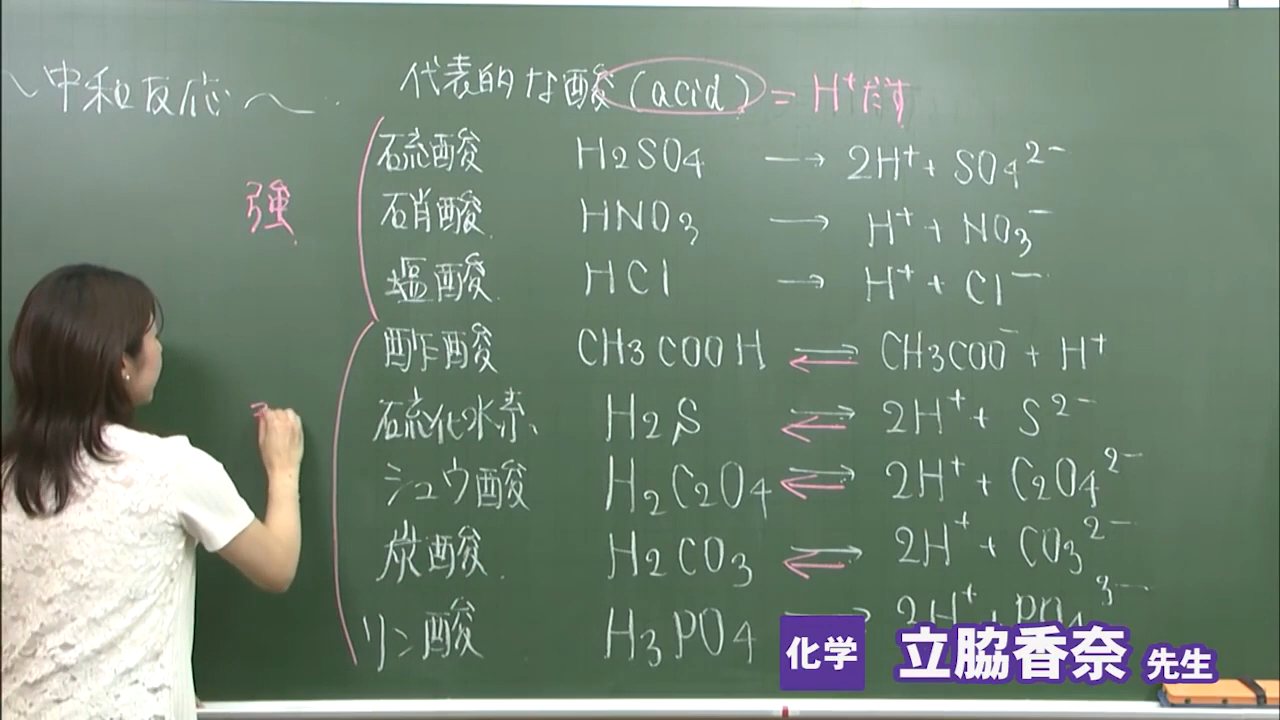 〜中和反応〜
代表的な酸(acid) = H⁺だす
強
硫酸 H2SO4 → 2H⁺ + SO4²⁻
硝酸 HNO3 → H⁺ + NO3⁻
塩酸 HCl → H⁺ + Cl⁻
酢酸 CH3COOH ⇄ CH3COO⁻ + H⁺
硫化水素 H2S ⇄ 2H⁺ + S²⁻
シュウ酸 H2C2O4 ⇄ 2H⁺ + C2O4²⁻
炭酸 H2CO3 ⇄ 2H⁺ + CO3²⁻
リン酸 H3PO4 → H⁺ + PO4³⁻
化学 立脇香奈 先生